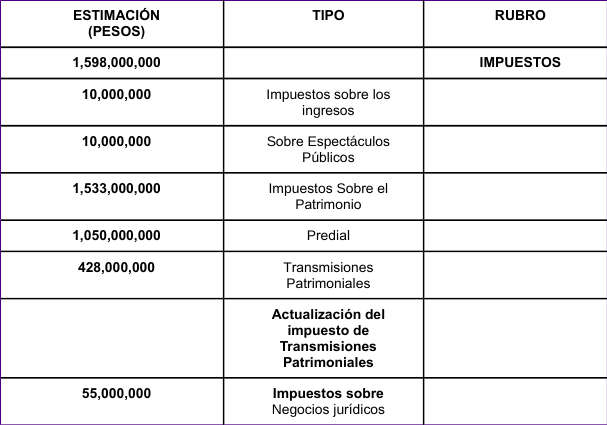 ESTIMACIÓN
(PESOS)
TIPO
RUBRO
1,598,000,000
IMPUESTOS
10,000,000
Impuestos sobre los
ingresos
10,000,000
Sobre Espectáculos
Públicos
1,533,000,000
Impuestos Sobre el
Patrimonio
1,050,000,000
Predial
428,000,000
Transmisiones
Patrimoniales
Actualización del
impuesto de
Transmisiones
Patrimoniales
55,000,000
Impuestos sobre
Negocios jurídicos